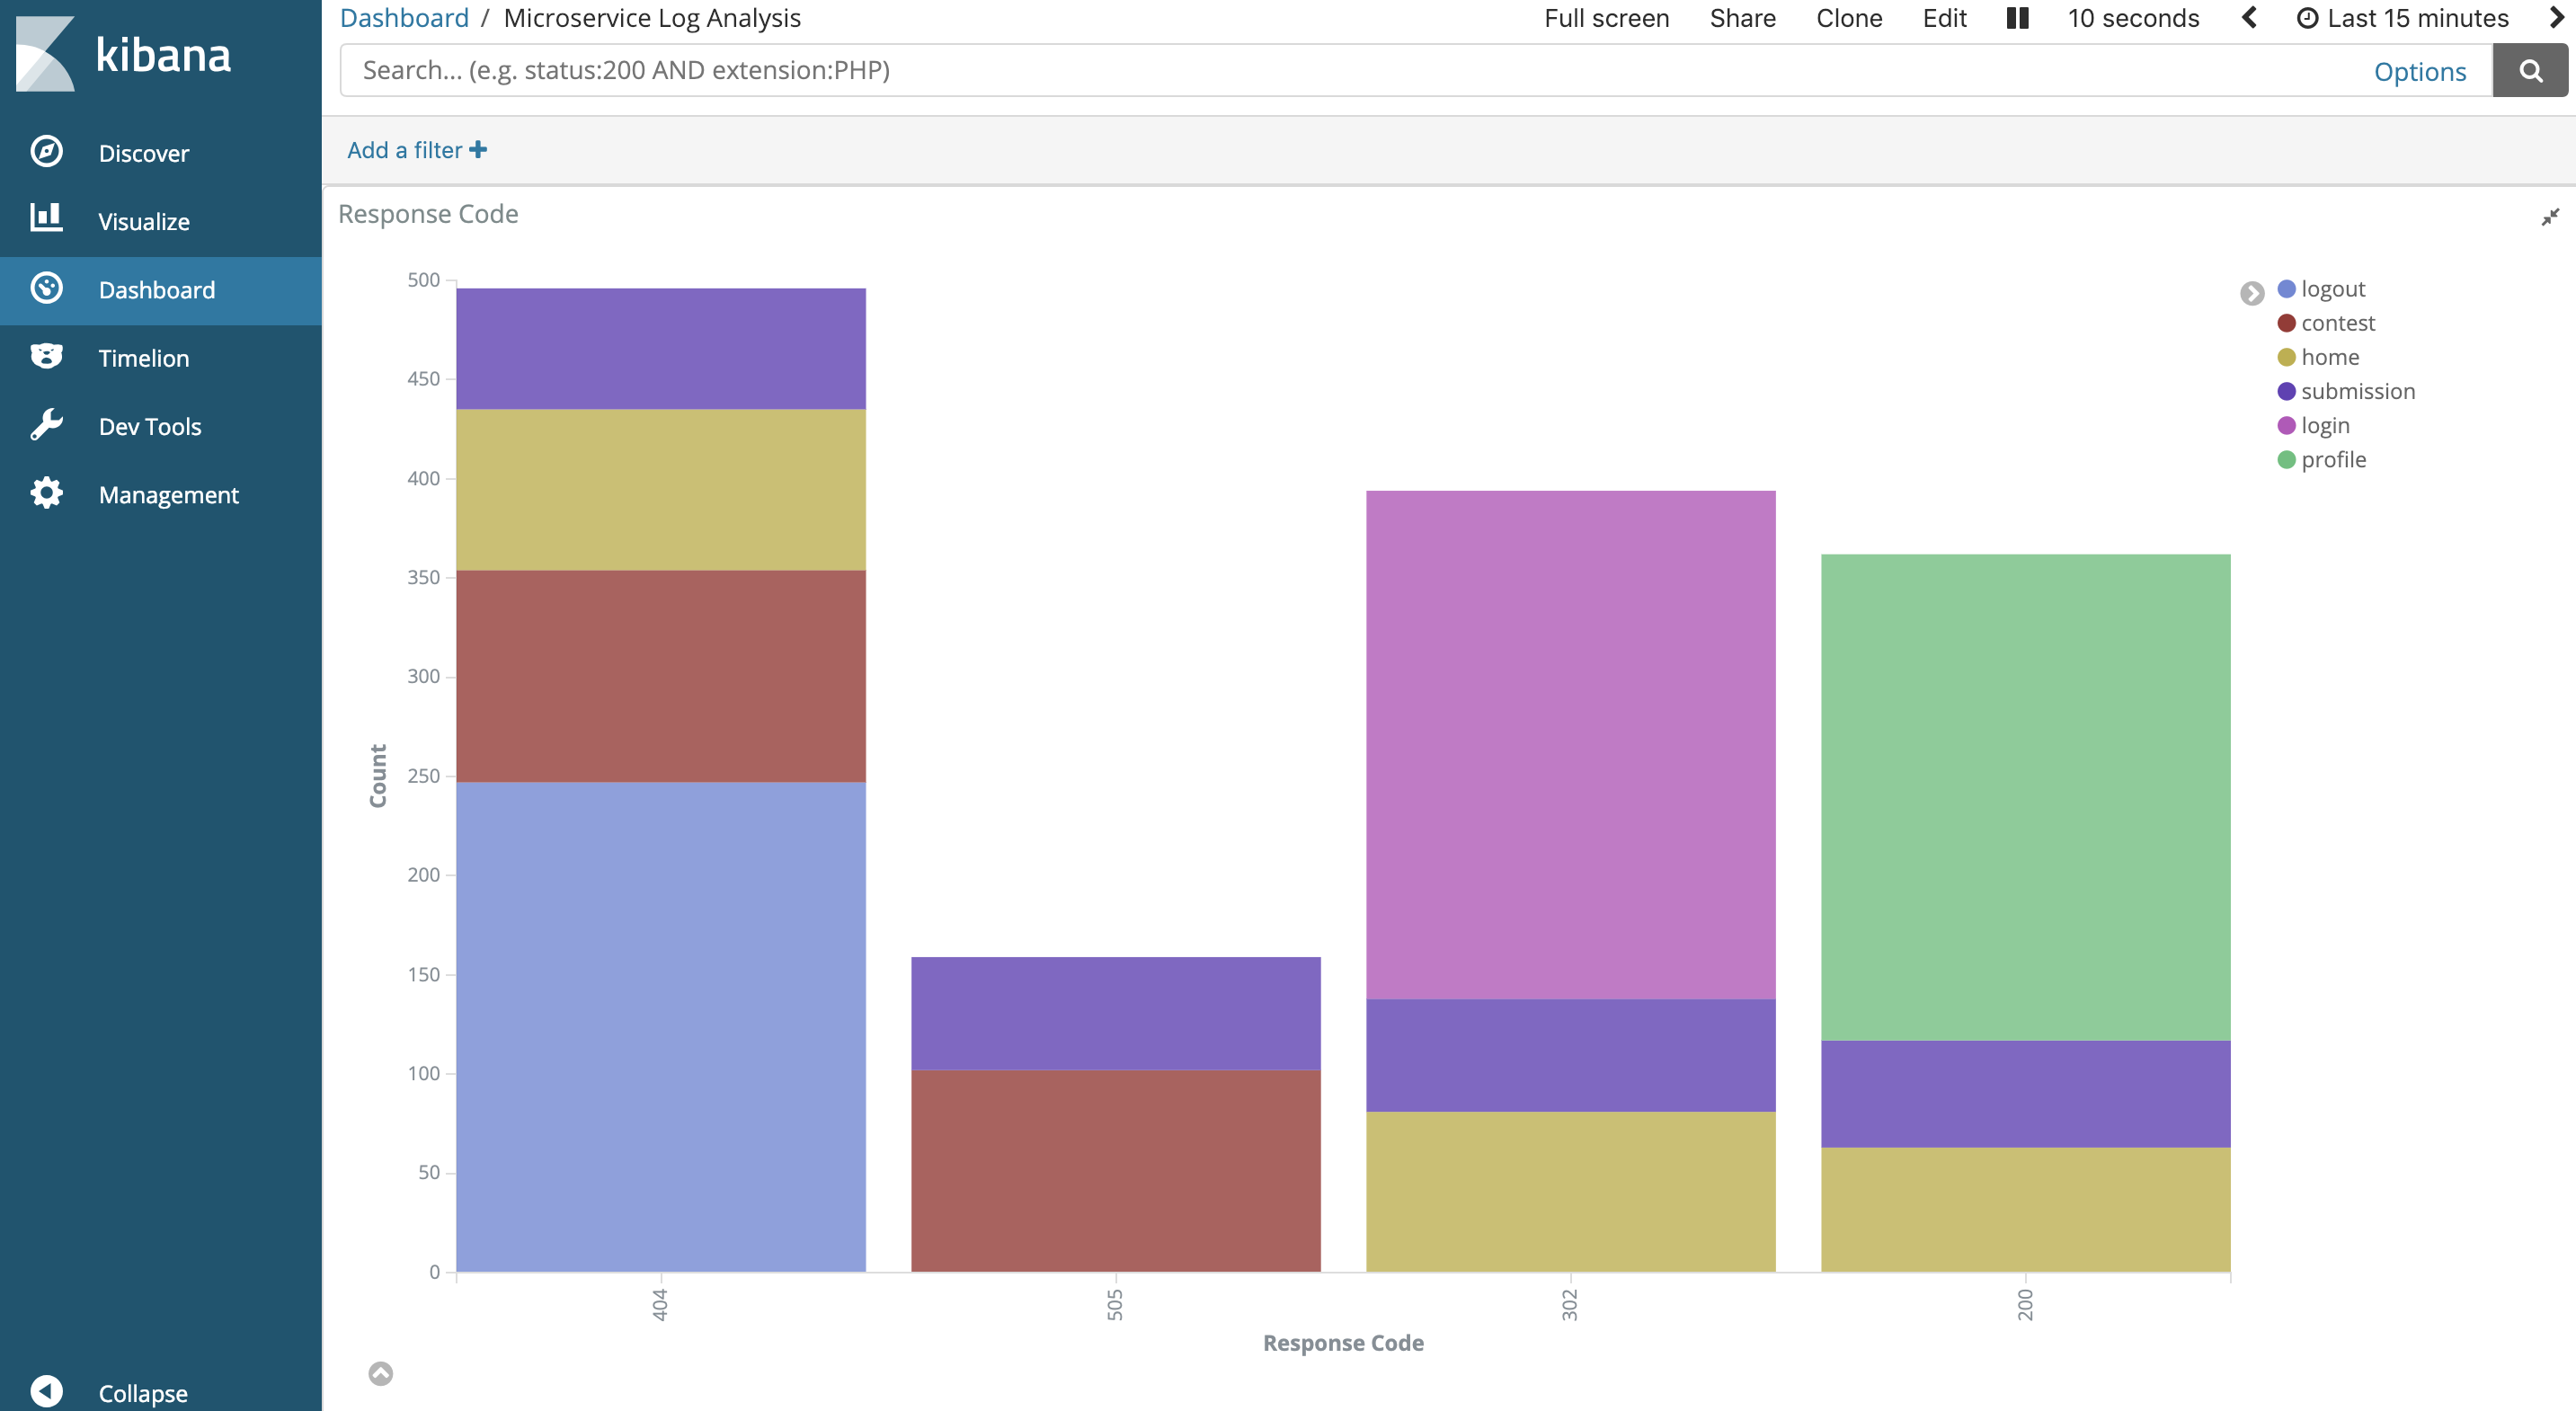 kibana
Discover
Visualize
Dashboard
Timelion
Dev Tools
Management
Collapse
Dashboard / Microservice Log Analysis
Full screen Share Clone Edit 10 seconds Last 15 minutes
Search... (e.g. status:200 AND extension:PHP) Options
Add a filter
Response Code
500
450
400
350
300
250
200
150
100
50
0
Count
404
505
302
200
Response Code
logout
contest
home
submission
login
profile